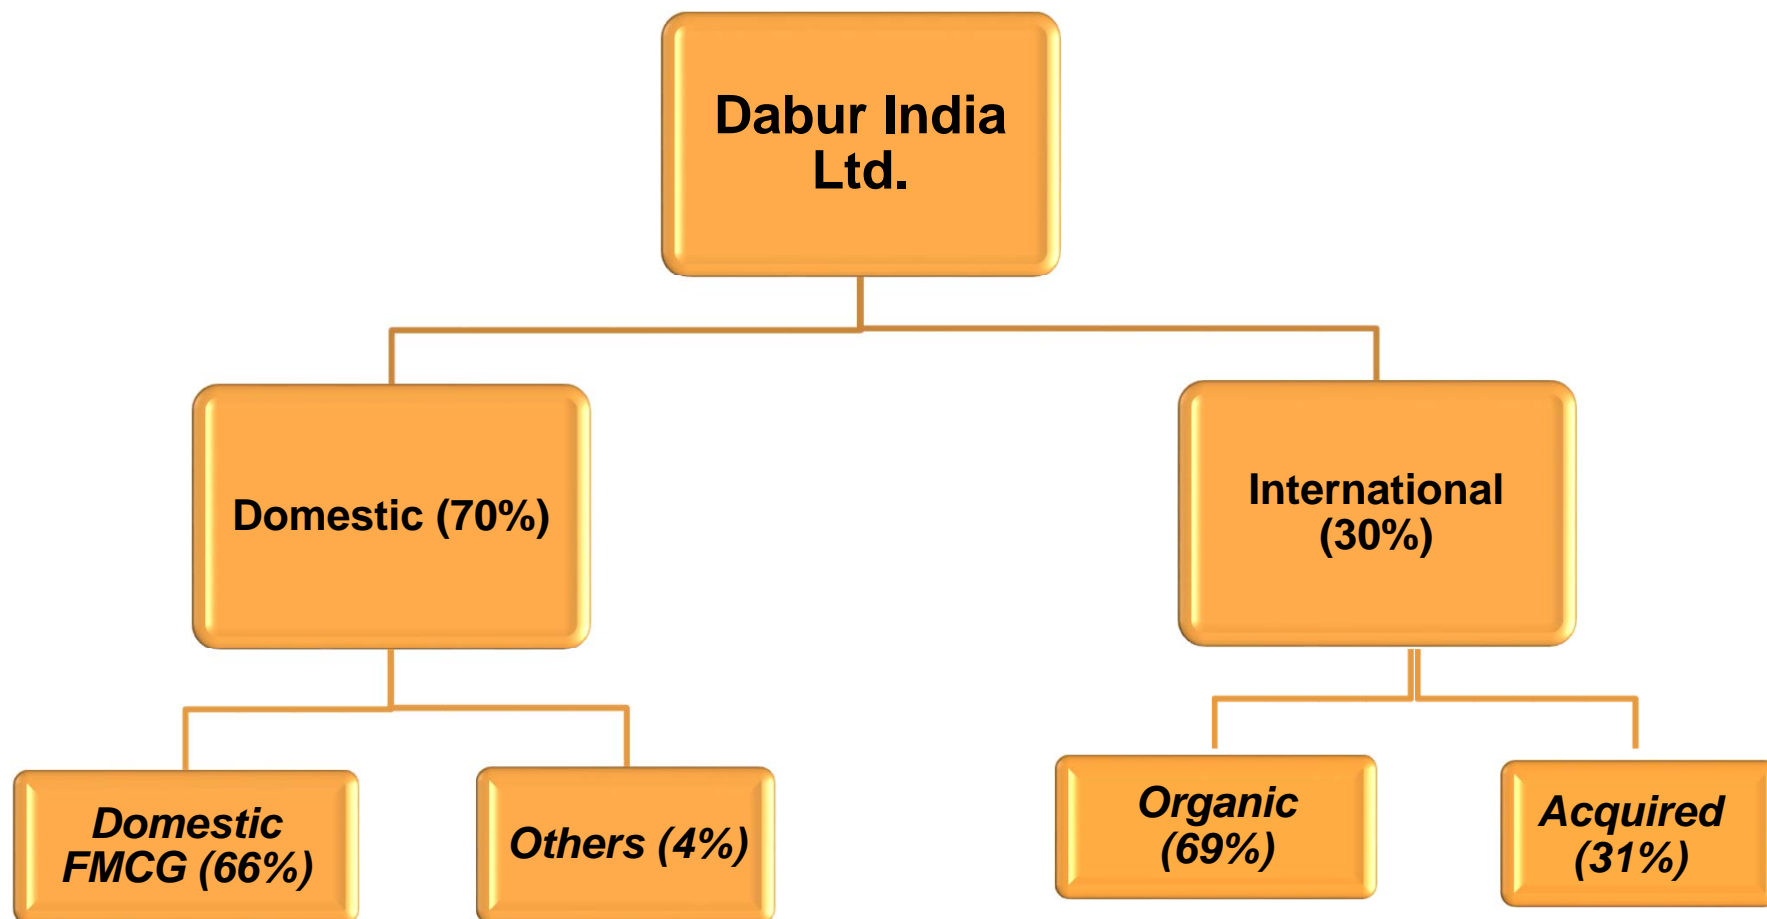 Dabur India
Ltd.
Domestic (70%)
International
(30%)
Domestic
FMCG (66%)
Others (4%)
Organic
(69%)
Acquired
(31%)